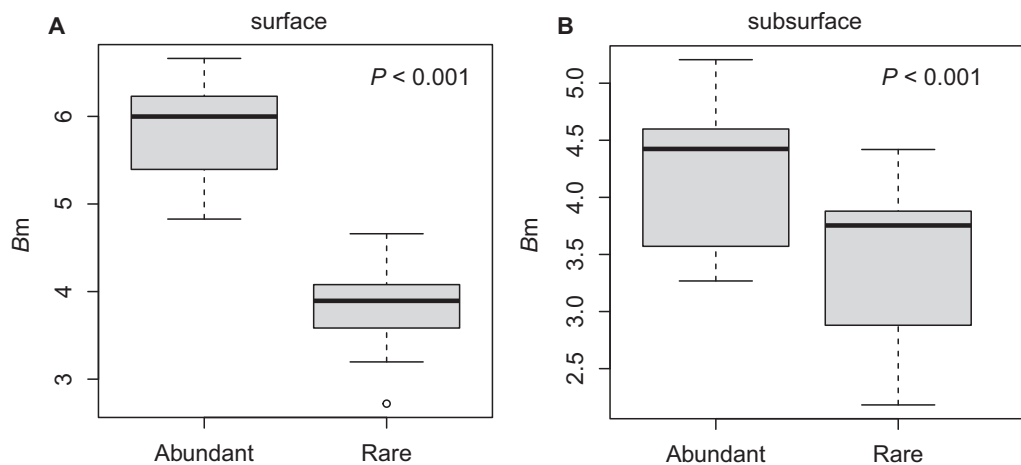 A surface
P < 0.001
6
5
4
3
Bm
Abundant Rare
B subsurface
P < 0.001
5.0
4.5
4.0
3.5
3.0
2.5
Bm
Abundant Rare